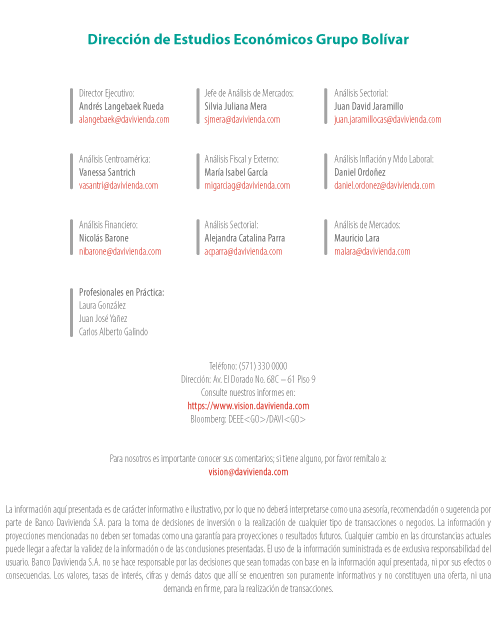 Dirección de Estudios Económicos Grupo Bolívar
Director Ejecutivo:
Andrés Langebaek Rueda
alangebaek@davivienda.com
Jefe de Análisis de Mercados:
Silvia Juliana Mera
sjmera@davivienda.com
Análisis Sectorial:
Juan David Jaramillo
juan.jaramillocas@davivienda.com
Análisis Centroamérica:
Vanessa Santrich
vasantri@davivienda.com
Análisis Fiscal y Externo:
María Isabel García
migarciag@davivienda.com
Análisis Inflación y Mdo Laboral:
Daniel Ordoñez
daniel.ordonez@davivienda.com
Análisis Financiero:
Nicolás Barone
nibarone@davivienda.com
Análisis Sectorial:
Alejandra Catalina Parra
acparra@davivienda.com
Análisis de Mercados:
Mauricio Lara
malara@davivienda.com
Profesionales en Práctica:
Laura González
Juan José Yañez
Carlos Alberto Galindo
Teléfono: (571) 330 0000
Dirección: Av. El Dorado No. 68C – 61 Piso 9
Consulte nuestros informes en:
https://www.vision.davivienda.com
Bloomberg: DEEE<GO>/DAVI<GO>
Para nosotros es importante conocer sus comentarios; si tiene alguno, por favor remítalo a:
vision@davivienda.com
La información aquí presentada es de carácter informativo e ilustrativo, por lo que no deberá interpretarse como una asesoría, recomendación o sugerencia por
parte de Banco Davivienda S.A. para la toma de decisiones de inversión o la realización de cualquier tipo de transacciones o negocios. La información y
proyecciones mencionadas no deben ser tomadas como una garantía para proyecciones o resultados futuros. Cualquier cambio en las circunstancias actuales
puede llegar a afectar la validez de la información o de las conclusiones presentadas. El uso de la información suministrada es de exclusiva responsabilidad del
usuario. Banco Davivienda S.A. no se hace responsable por las decisiones que sean tomadas con base en la información aquí presentada, ni por sus efectos o
consecuencias. Los valores, tasas de interés, cifras y demás datos que allí se encuentren son puramente informativos y no constituyen una oferta, ni una
demanda en firme, para la realización de transacciones.